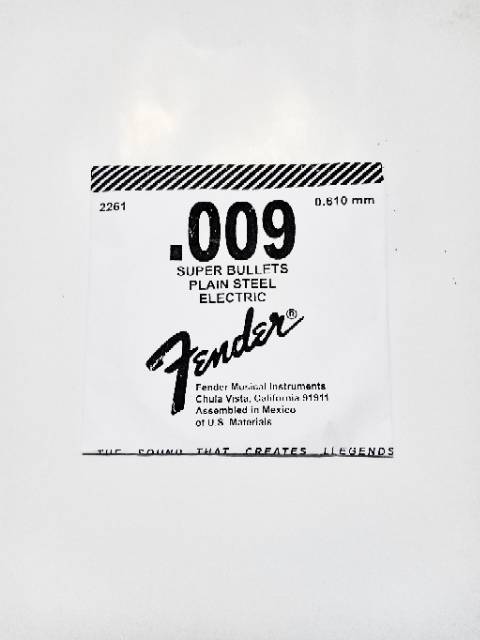 2261
0.610 mm
.009
SUPER BULLETS
PLAIN STEEL
ELECTRIC
Fender®
Fender Musical Instruments
Chula Vista, California 91911
Assembled in Mexico
of U.S. Materials
THE SOUND THAT CREATES LLEGENDS